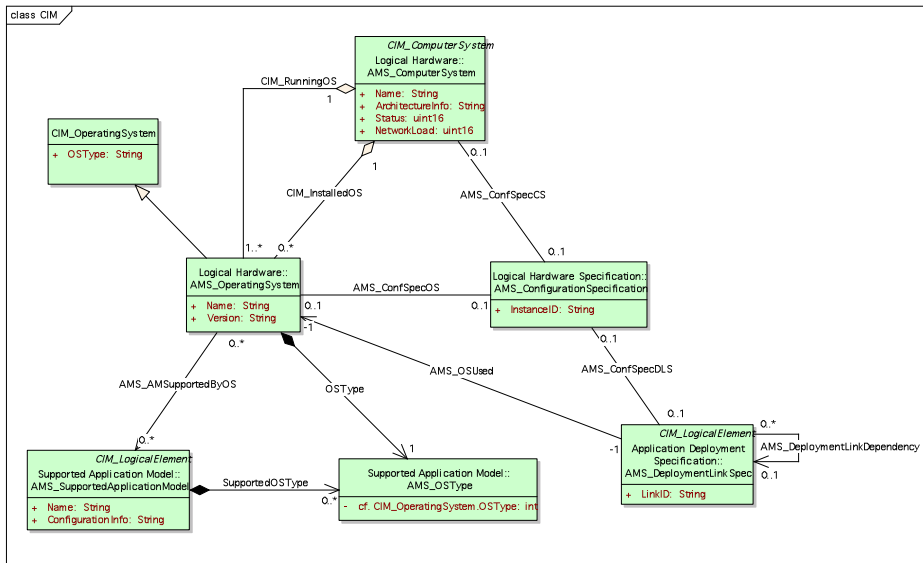 class CIM
CIM_ComputerSystem
Logical Hardware::
AMS_ComputerSystem
+ Name: String
+ ArchitectureInfo: String
+ Status: uint16
+ NetworkLoad: uint16
CIM_RunningOS
1
CIM_OperatingSystem
+ OSType: String
1
0..1
CIM_InstalledOS
AMS_ConfSpecCS
1..*
0..*
0..1
Logical Hardware::
AMS_OperatingSystem
+ Name: String
+ Version: String
AMS_ConfSpecOS
0..1
0..1
Logical Hardware Specification::
AMS_ConfigurationSpecification
+ InstanceID: String
-1
0..*
0..1
AMS_AMSupportedByOS
OSType
AMS_OSUsed
AMS_ConfSpecDLS
0..*
1
0..1
-1
0..*
CIM_LogicalElement
Supported Application Model::
AMS_SupportedApplicationModel
+ Name: String
+ ConfigurationInfo: String
SupportedOSType
0..*
Supported Application Model::
AMS_OSType
- cf. CIM_OperatingSystem.OSType: int
CIM_LogicalElement
Application Deployment
Specification::
AMS_DeploymentLinkSpec
+ LinkID: String
AMS_DeploymentLinkDependency
0..1